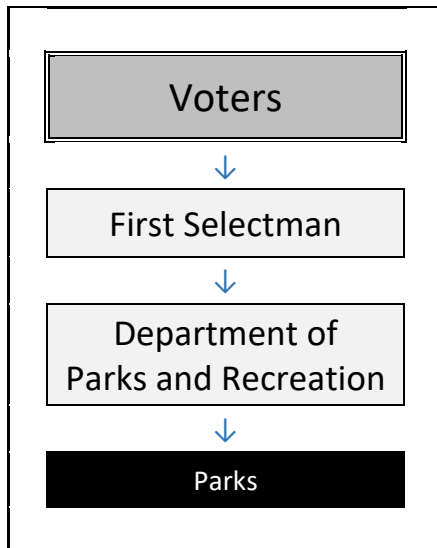 Voters
↓
First Selectman
↓
Department of
Parks and Recreation
↓
Parks